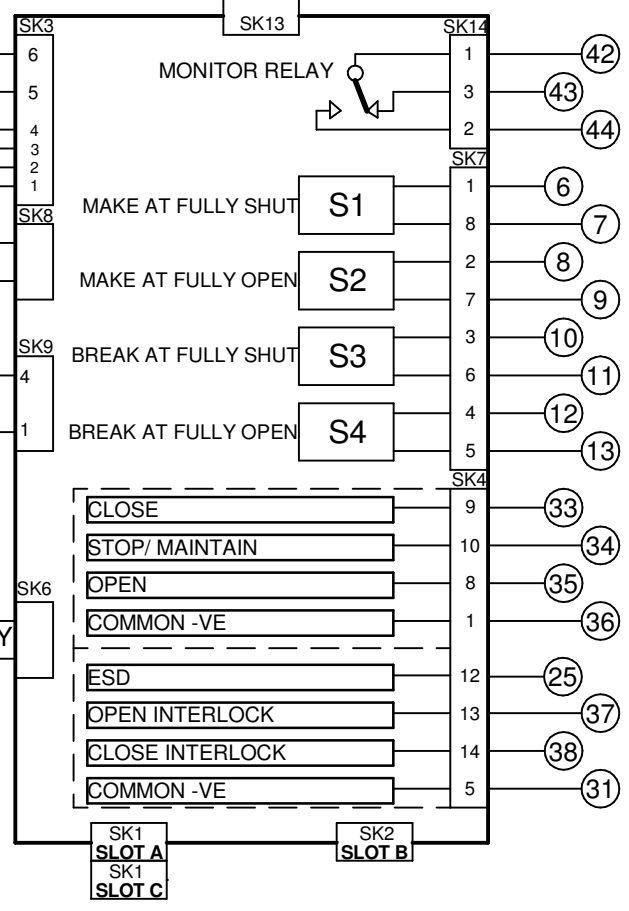 SK3
SK13
SK14
6
MONITOR RELAY
1
42
5
3
43
4
2
44
3
2
1
SK7
MAKE AT FULLY SHUT
S1
1
6
SK8
8
7
MAKE AT FULLY OPEN
S2
2
8
7
9
SK9
BREAK AT FULLY SHUT
S3
3
10
4
6
11
BREAK AT FULLY OPEN
S4
4
12
1
5
13
SK4
CLOSE
9
33
STOP/ MAINTAIN
10
34
SK6
OPEN
8
35
COMMON -VE
1
36
Y
ESD
12
25
OPEN INTERLOCK
13
37
CLOSE INTERLOCK
14
38
COMMON -VE
5
31
SK1
SLOT A
SK2
SLOT B
SK1
SLOT C